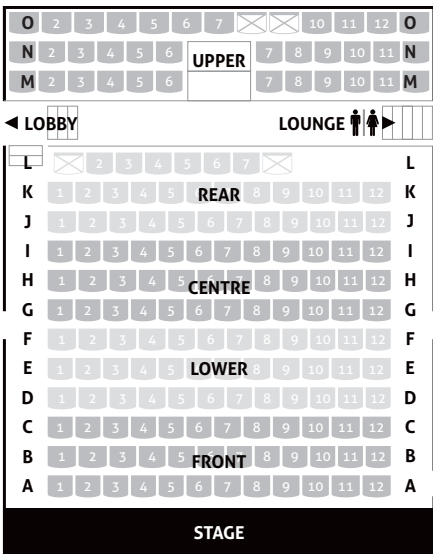 O 2 3 4 5 6 7 10 11 12 O
N 2 3 4 5 6 7 8 9 10 11 N
UPPER
M 2 3 4 5 6 7 8 9 10 11 M
LOBBY LOUNGE
L 2 3 4 5 6 7 L
K 1 2 3 4 5 REAR 8 9 10 11 12 K
J 1 2 3 4 5 6 7 8 9 10 11 12 J
I 1 2 3 4 5 6 7 8 9 10 11 12 I
H 1 2 3 4 5 6 7 8 9 10 11 12 H
CENTRE
G 1 2 3 4 5 6 7 8 9 10 11 12 G
F 1 2 3 4 5 6 7 8 9 10 11 12 F
E 1 2 3 4 5 LOWER 8 9 10 11 12 E
D 1 2 3 4 5 6 7 8 9 10 11 12 D
C 1 2 3 4 5 6 7 8 9 10 11 12 C
B 1 2 3 4 5 6 7 8 9 10 11 12 B
FRONT
A 1 2 3 4 5 6 7 8 9 10 11 12 A
STAGE